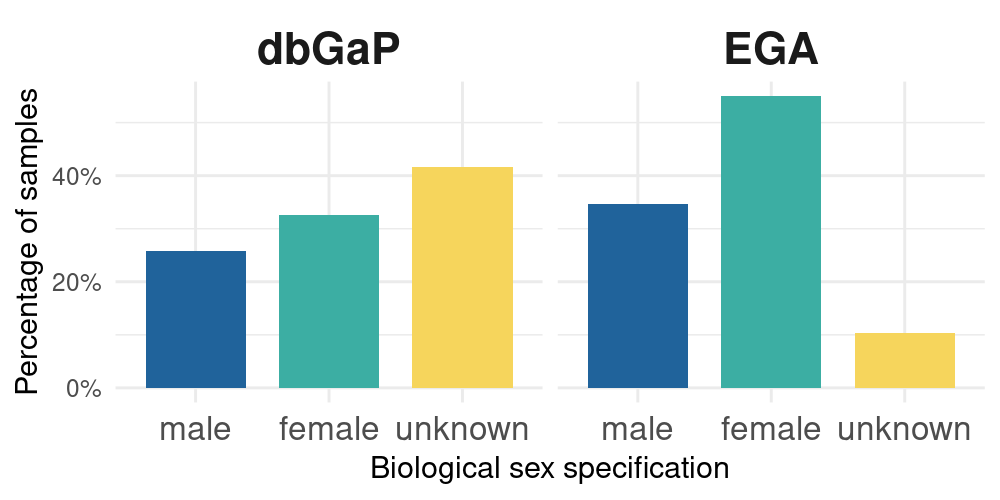 dbGaP
EGA
Percentage of samples
40%
20%
0%
male female unknown
male female unknown
Biological sex specification